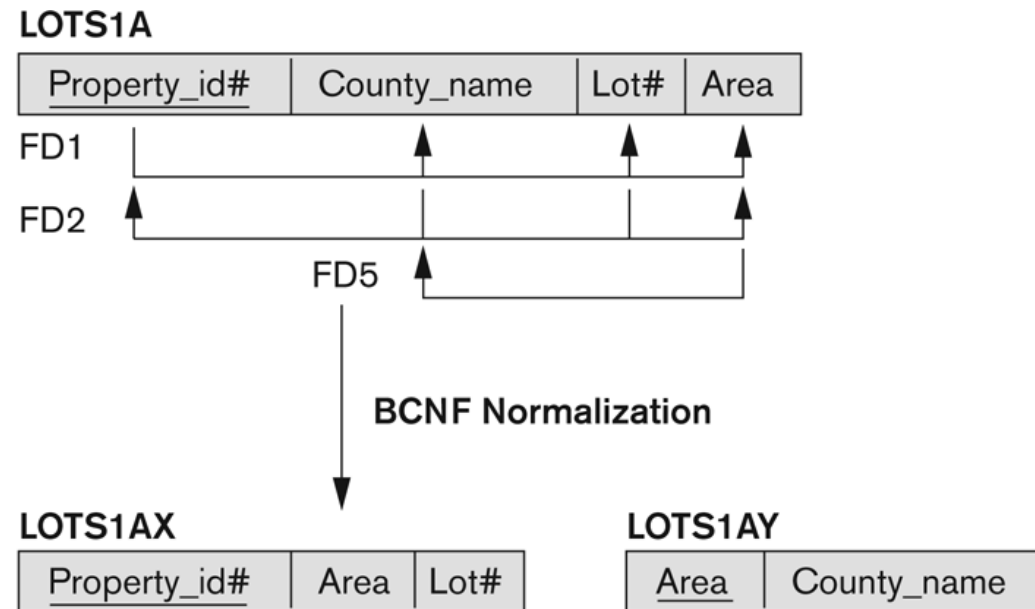 LOTS1A
Property_id# County_name Lot# Area
FD1
FD2
FD5
BCNF Normalization
LOTS1AX LOTS1AY
Property_id# Area Lot# Area County_name